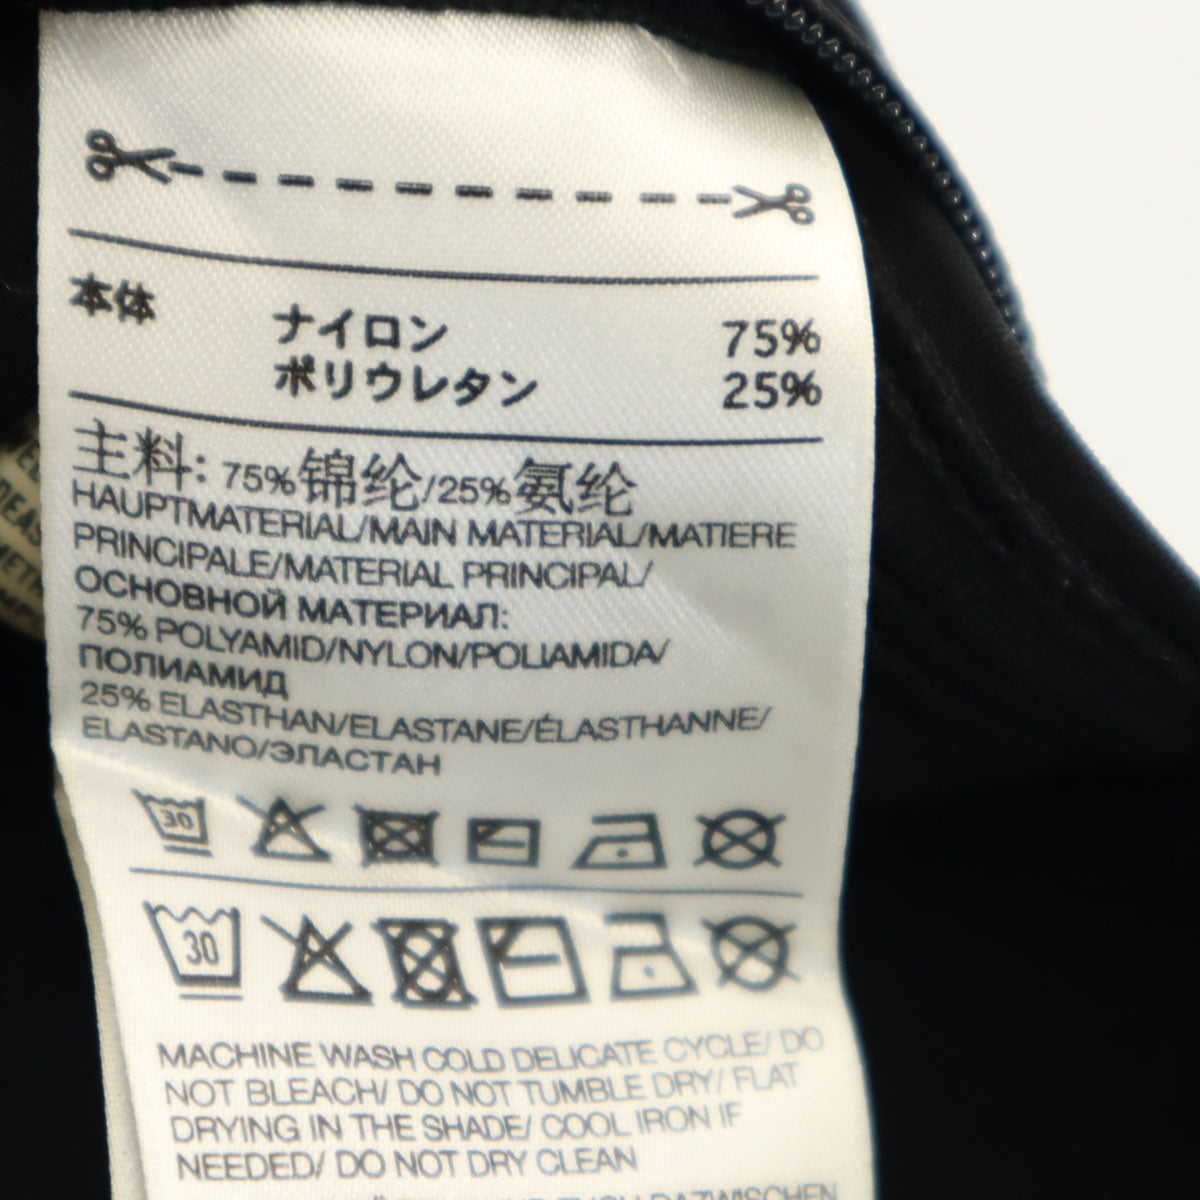 本体 ナイロン 75%
ポリウレタン 25%
主料: 75%锦纶/25%氨纶
HAUPTMATERIAL/MAIN MATERIAL/MATIERE
PRINCIPALE/MATERIAL PRINCIPAL/
ОСНОВНОЙ МАТЕРИАЛ:
75% POLYAMID/NYLON/POLIAMIDA/
ПОЛИАМИД
25% ELASTHAN/ELASTANE/ÉLASTHANNE/
ELASTANO/ЭЛАСТАН
30
30
MACHINE WASH COLD DELICATE CYCLE/ DO
NOT BLEACH/ DO NOT TUMBLE DRY/ FLAT
DRYING IN THE SHADE/ COOL IRON IF
NEEDED/ DO NOT DRY CLEAN
DAZWISCHEN